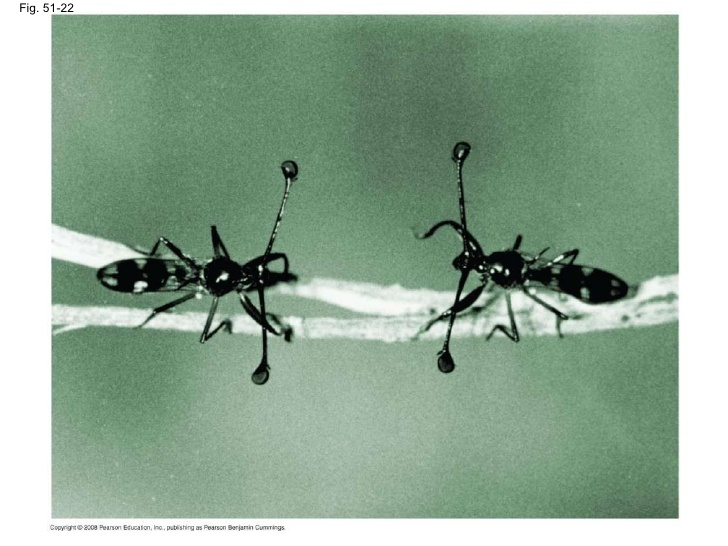 Fig. 51-22
Copyright © 2008 Pearson Education, Inc., publishing as Pearson Benjamin Cummings.